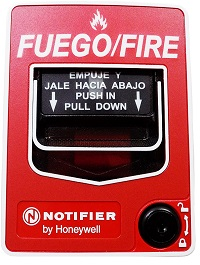 FUEGO/FIRE
EMPUJE Y
JALE HACIA ABAJO
PUSH IN
PULL DOWN
NOTIFIER
by Honeywell